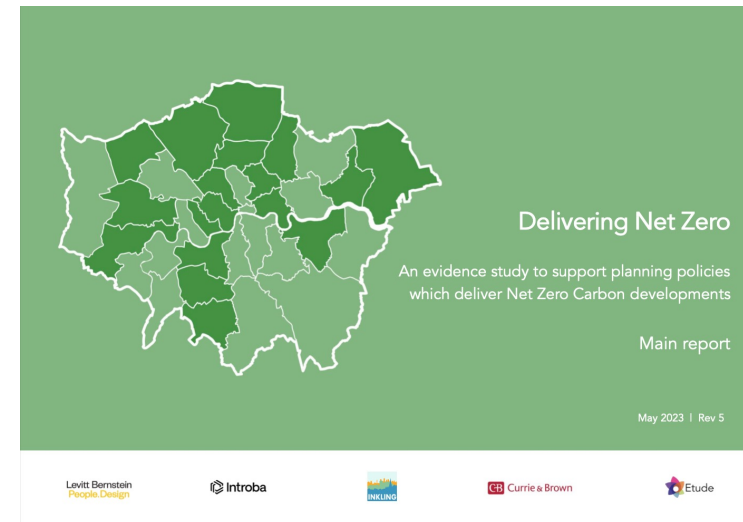 Delivering Net Zero
An evidence study to support planning policies
which deliver Net Zero Carbon developments
Main report
May 2023 | Rev 5
Levitt Bernstein
People.Design
Introba
INKLING
CB Currie & Brown
Etude